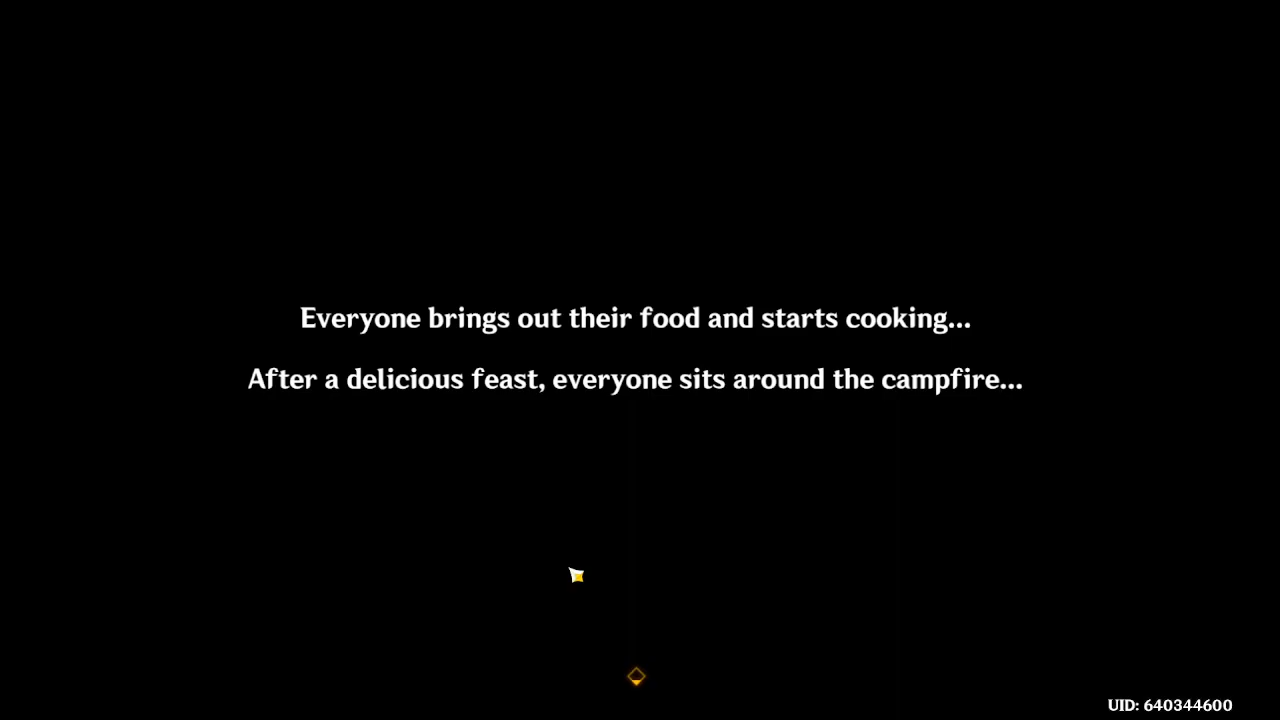 Everyone brings out their food and starts cooking...
After a delicious feast, everyone sits around the campfire...
UID: 640344600